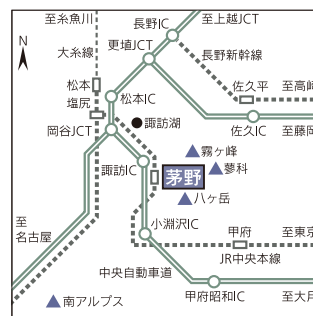 至糸魚川
長野IC
至上越JCT
N
大糸線
更埴JCT
長野新幹線
松本
塩尻
松本IC
佐久平
至高崎
岡谷JCT
諏訪湖
佐久IC
至藤岡
霧ヶ峰
諏訪IC
茅野
蓼科
八ヶ岳
至
名古屋
小淵沢IC
甲府
至東京
JR中央本線
中央自動車道
南アルプス
甲府昭和IC
至大月